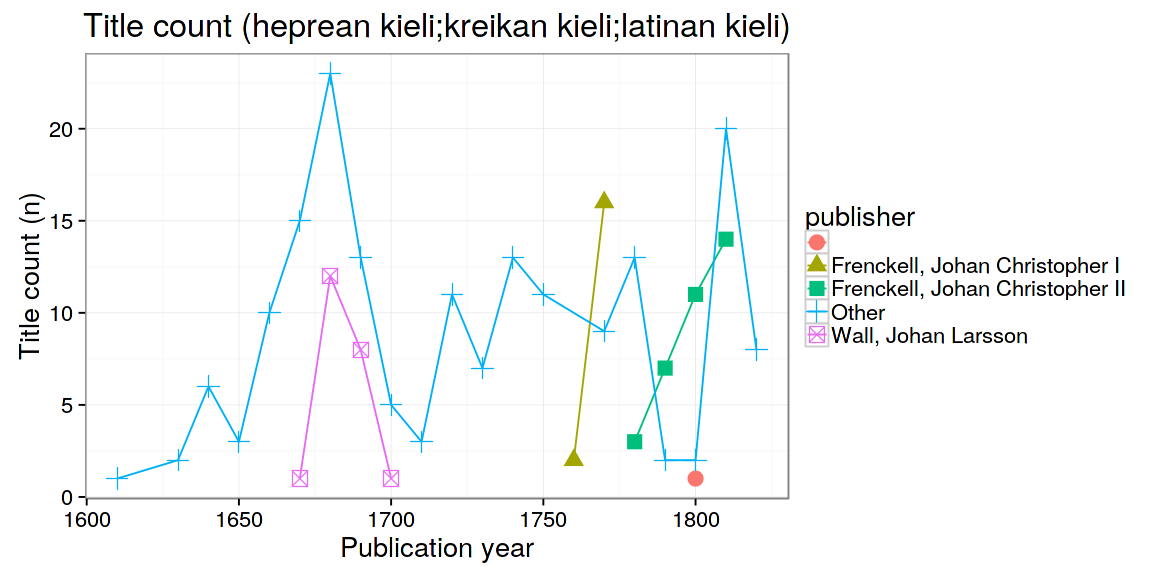 Title count (heprean kieli;kreikan kieli;latinan kieli)
20
15
10
5
0
Title count (n)
1600 1650 1700 1750 1800
Publication year
publisher
Frenckell, Johan Christopher I
Frenckell, Johan Christopher II
Other
Wall, Johan Larsson